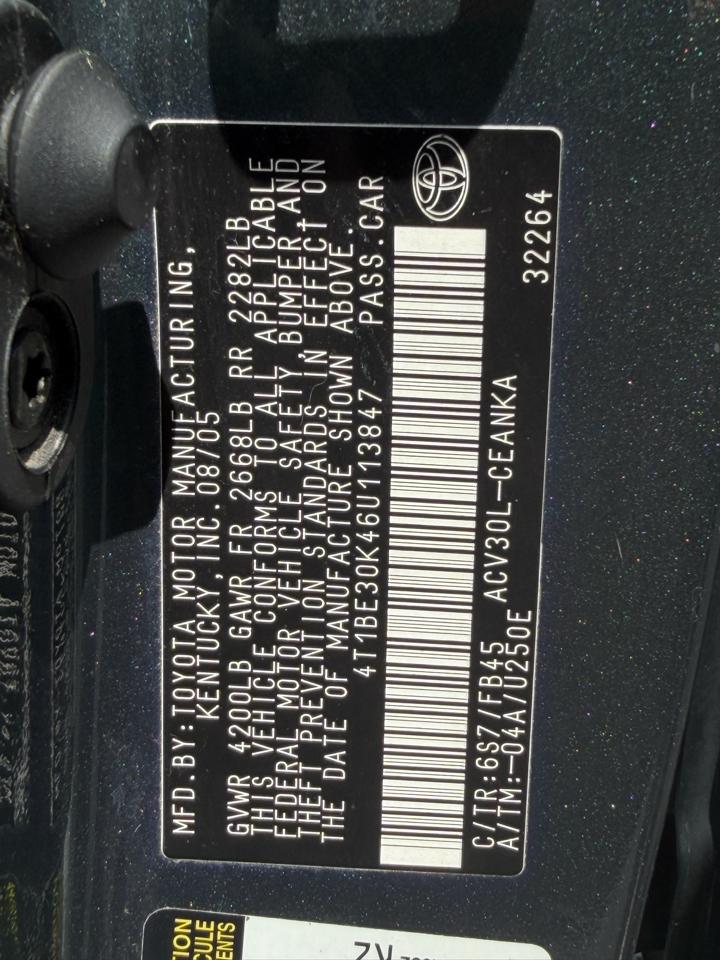 MFD.BY:TOYOTA MOTOR MANUFACTURING,
KENTUCKY,INC.08/05
GVWR 4200LB GAWR FR 2668LB RR 2282LB
THIS VEHICLE CONFORMS TO ALL APPLICABLE
FEDERAL MOTOR VEHICLE SAFETY,BUMPER,AND
THEFT PREVENTION STANDARDS IN EFFECT ON
THE DATE OF MANUFACTURE SHOWN ABOVE.
4T1BE30K46U113847 PASS.CAR
C/TR:6S7/FB45 ACV30L-CEANKA
A/TM:-04A/U250E
32264